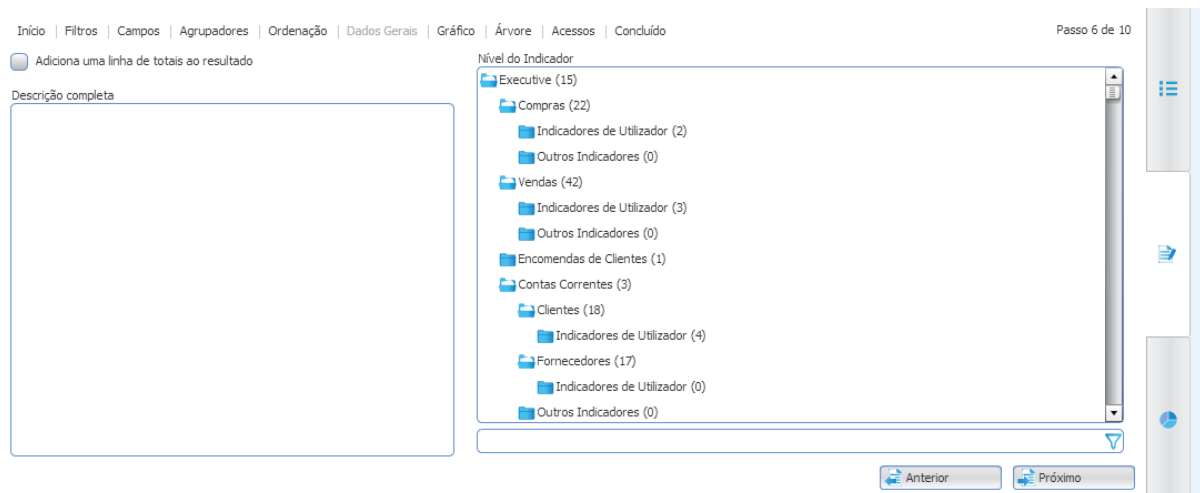 Início | Filtros | Campos | Agrupadores | Ordenação | Dados Gerais | Gráfico | Árvore | Acessos | Concluído
Passo 6 de 10
Adiciona uma linha de totais ao resultado
Descrição completa
Nível do Indicador
Executive (15)
Compras (22)
Indicadores de Utilizador (2)
Outros Indicadores (0)
Vendas (42)
Indicadores de Utilizador (3)
Outros Indicadores (0)
Encomendas de Clientes (1)
Contas Correntes (3)
Clientes (18)
Indicadores de Utilizador (4)
Fornecedores (17)
Indicadores de Utilizador (0)
Outros Indicadores (0)
Anterior
Próximo